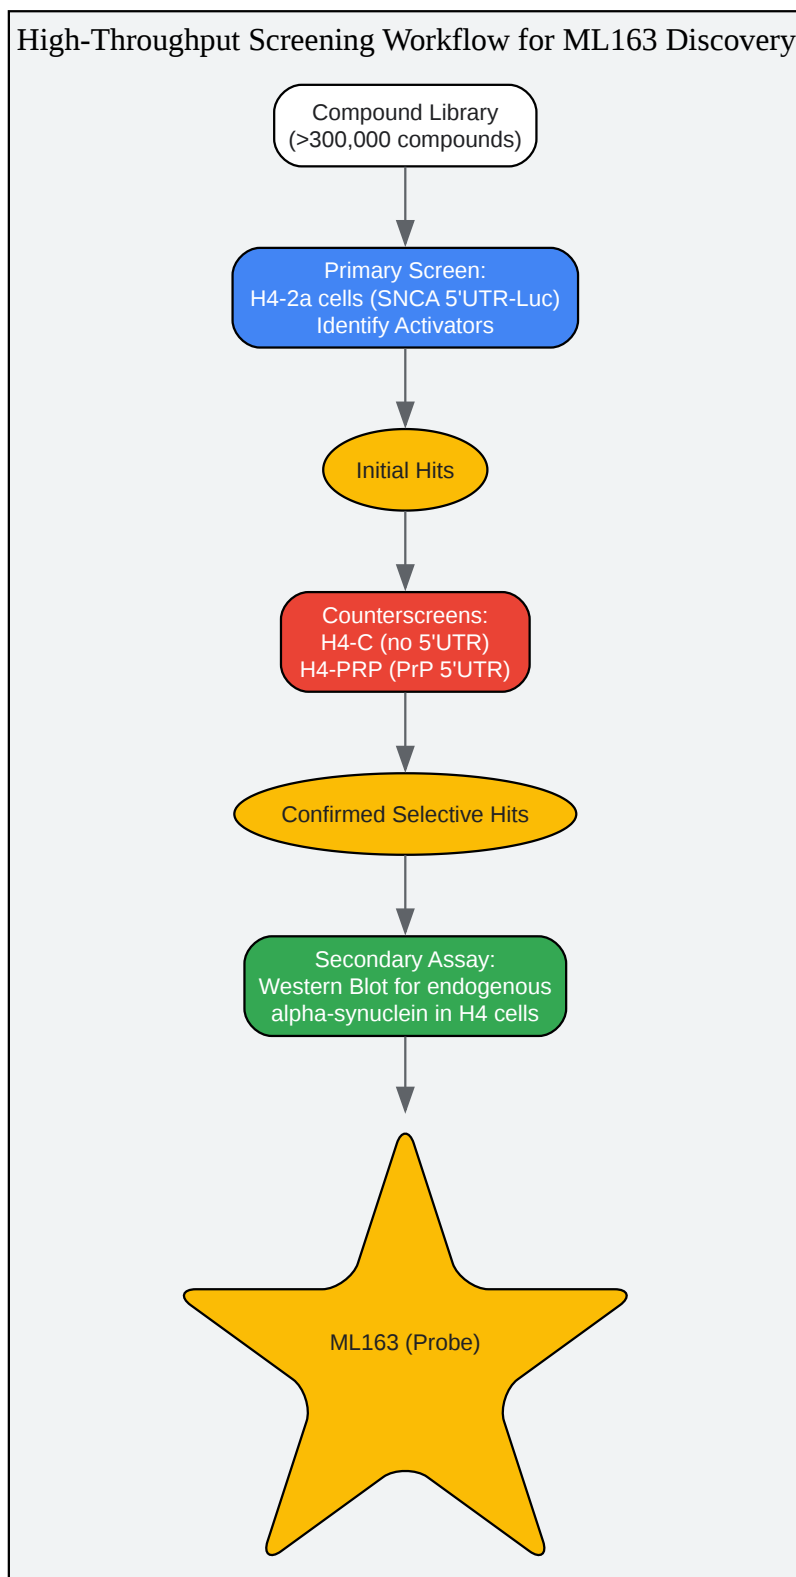 High-Throughput Screening Workflow for ML163 Discovery
Compound Library
(>300,000 compounds)
Primary Screen:
H4-2a cells (SNCA 5'UTR-Luc)
Identify Activators
Initial Hits
Counterscreens:
H4-C (no 5'UTR)
H4-PRP (PrP 5'UTR)
Confirmed Selective Hits
Secondary Assay:
Western Blot for endogenous
alpha-synuclein in H4 cells
ML163 (Probe)